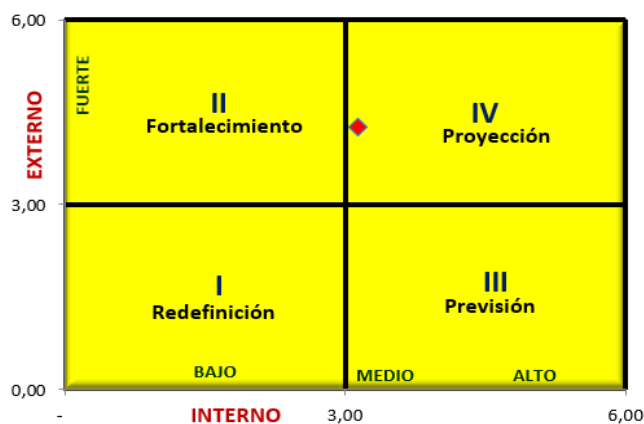 6,00
FUERTE
EXTERNO
II
Fortalecimiento
IV
Proyección
3,00
I
Redefinición
III
Previsión
BAJO
MEDIO
ALTO
0,00
-
INTERNO
3,00
6,00